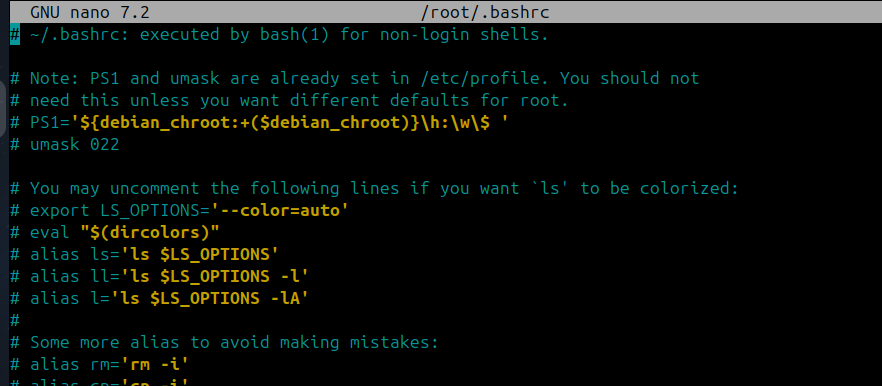 GNU nano 7.2 /root/.bashrc
# ~/.bashrc: executed by bash(1) for non-login shells.
# Note: PS1 and umask are already set in /etc/profile. You should not
# need this unless you want different defaults for root.
# PS1='${debian_chroot:+($debian_chroot)}\h:\w\$ '
# umask 022
# You may uncomment the following lines if you want `ls' to be colorized:
# export LS_OPTIONS='--color=auto'
# eval "$(dircolors)"
# alias ls='ls $LS_OPTIONS'
# alias ll='ls $LS_OPTIONS -l'
# alias l='ls $LS_OPTIONS -lA'
#
# Some more alias to avoid making mistakes:
# alias rm='rm -i'
# alias cp='cp -i'